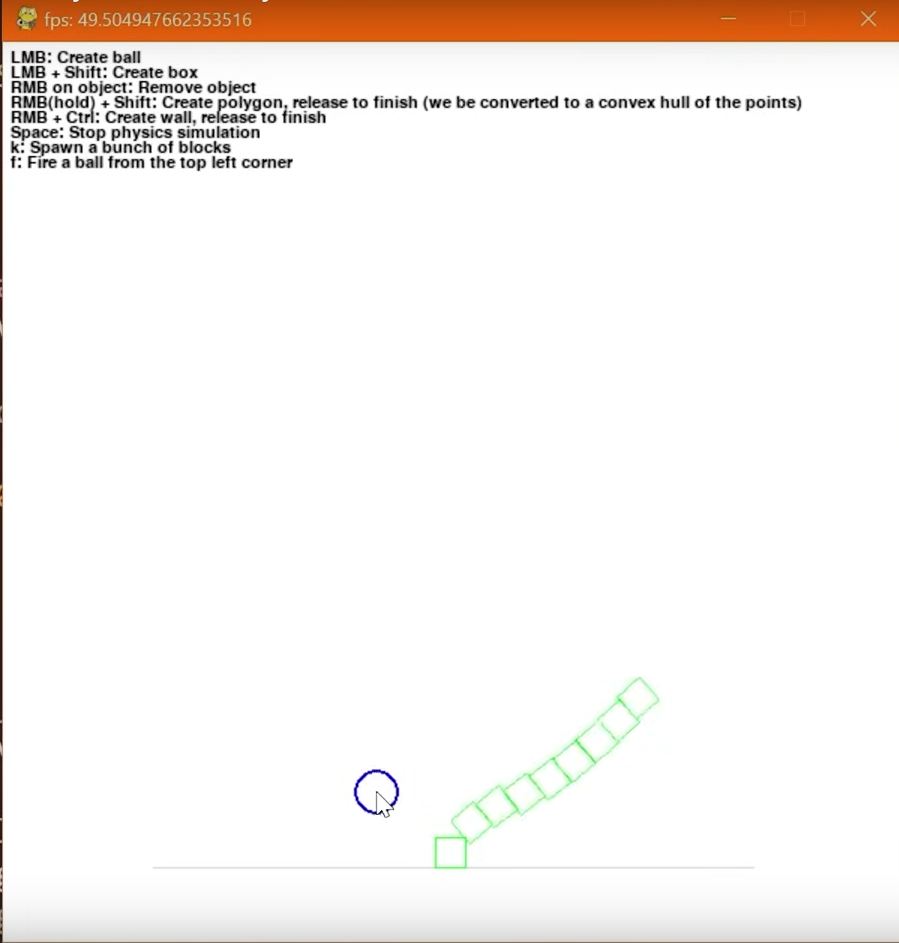 fps: 49.504947662353516
LMB: Create ball
LMB + Shift: Create box
RMB on object: Remove object
RMB(hold) + Shift: Create polygon, release to finish (we be converted to a convex hull of the points)
RMB + Ctrl: Create wall, release to finish
Space: Stop physics simulation
k: Spawn a bunch of blocks
f: Fire a ball from the top left corner